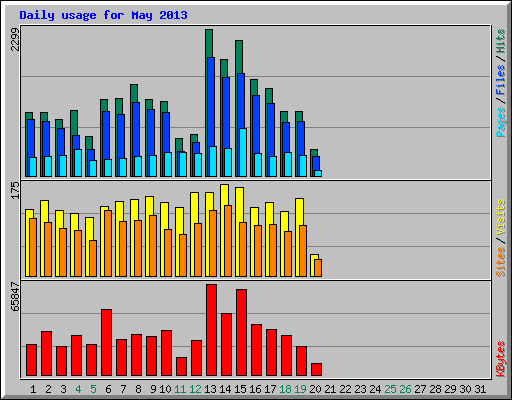 Daily usage for May 2013
2299
Pages / Files / Hits
175
Sites / Visits
65847
KBytes
1 2 3 4 5 6 7 8 9 10 11 12 13 14 15 16 17 18 19 20 21 22 23 24 25 26 27 28 29 30 31